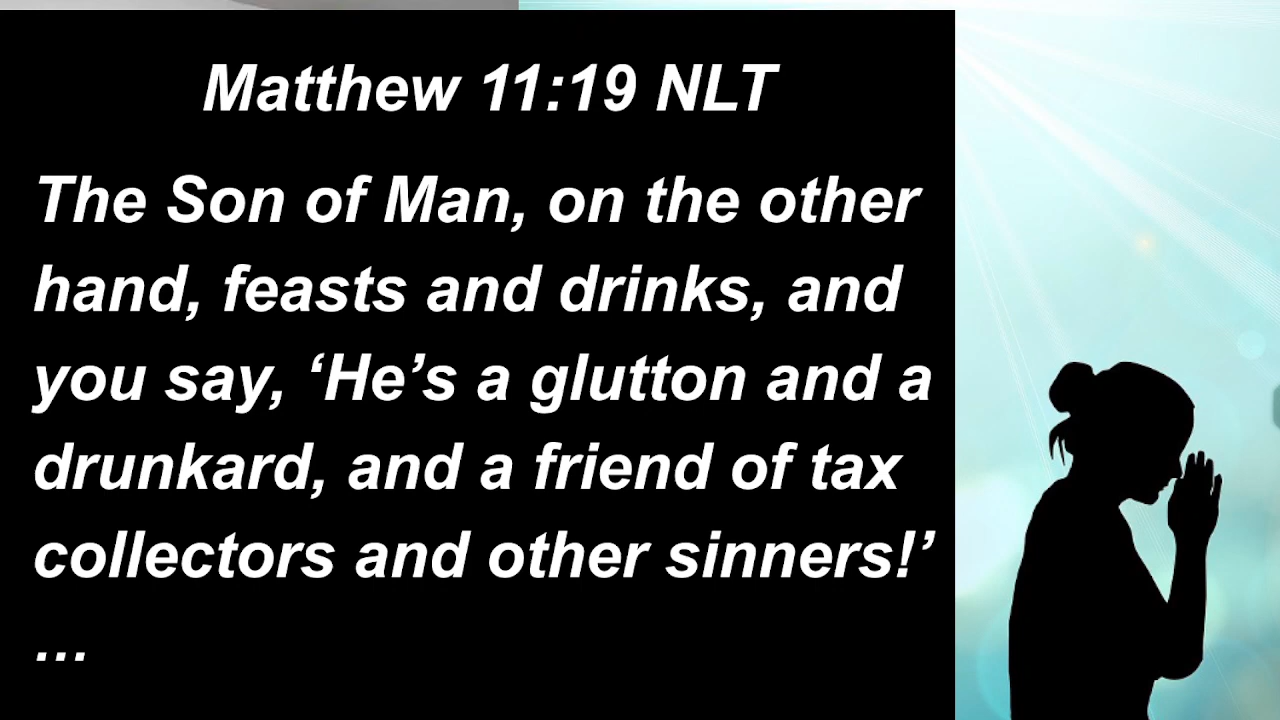 Matthew 11:19 NLT
The Son of Man, on the other
hand, feasts and drinks, and
you say, ‘He’s a glutton and a
drunkard, and a friend of tax
collectors and other sinners!’
…